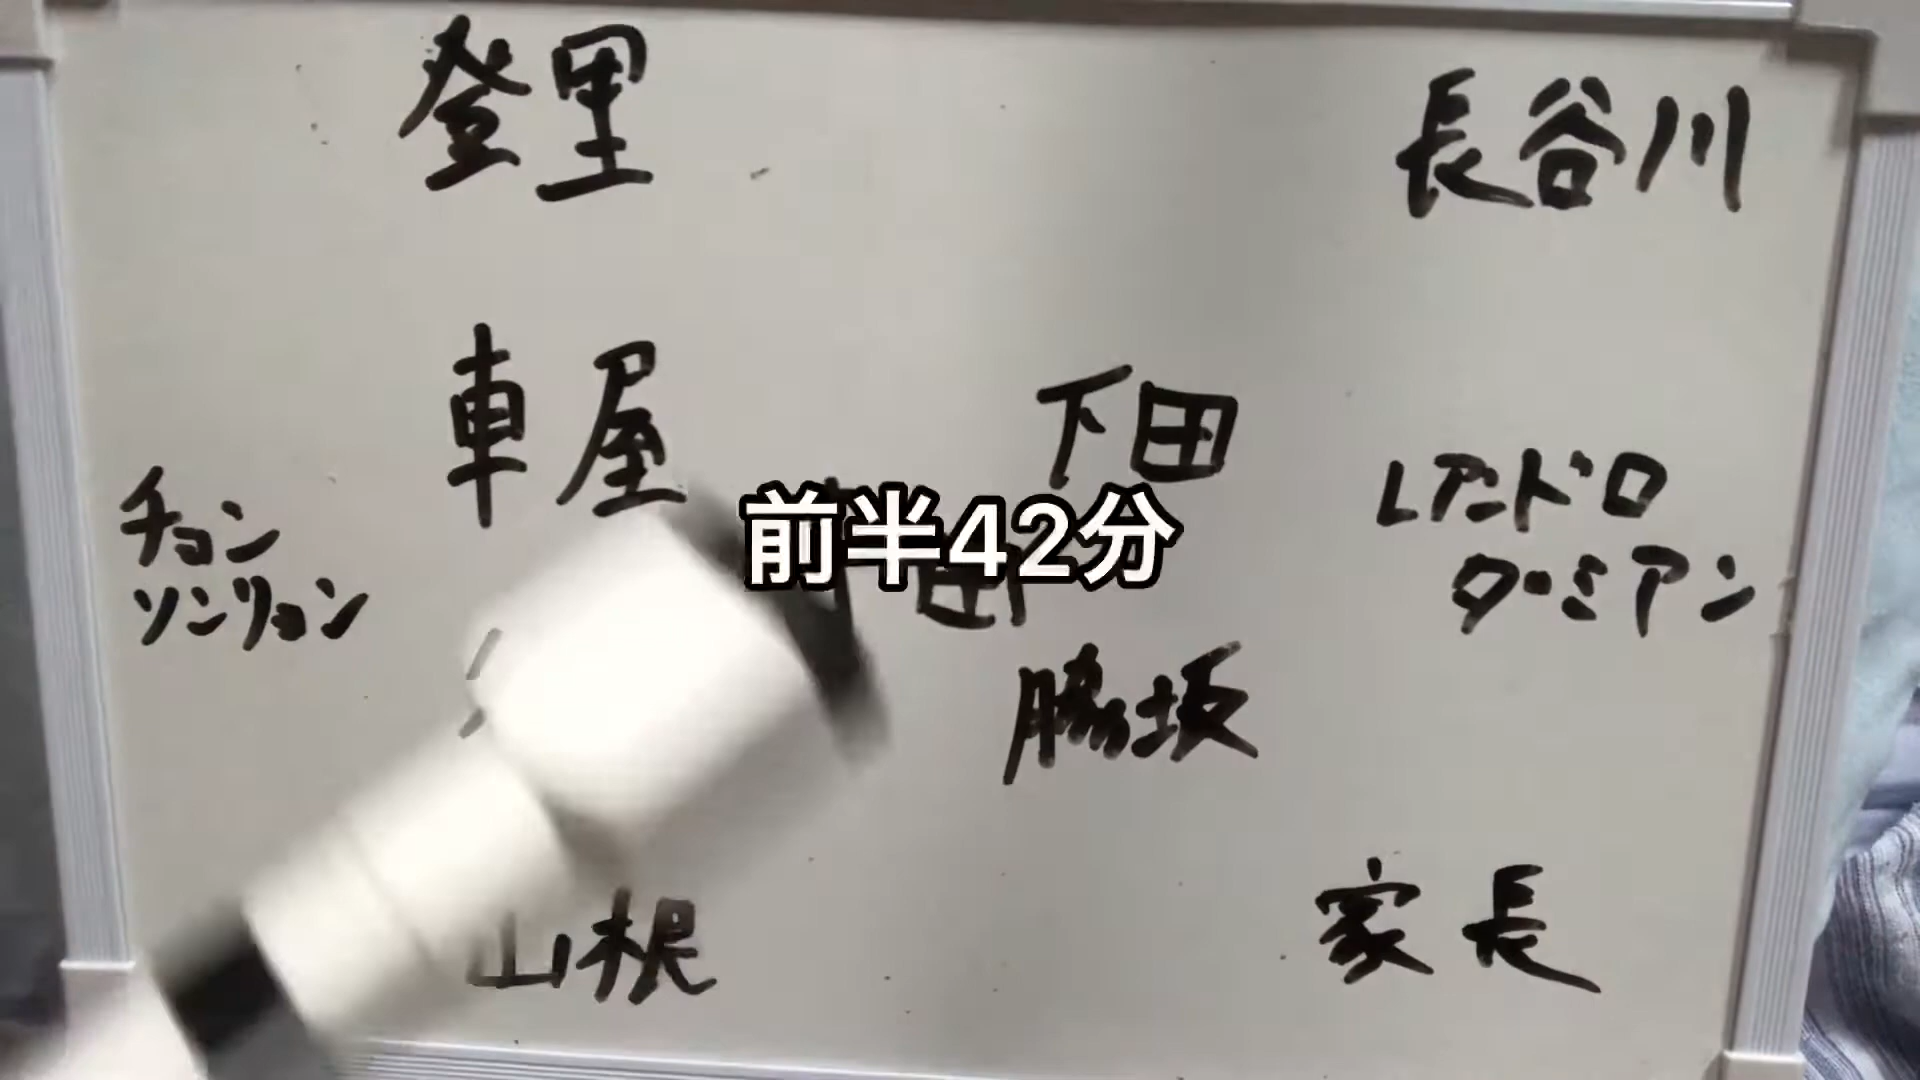 登里
長谷川
車屋
下田
チョン
ソンリョン
レアンドロ
ダミアン
前半42分
脇坂
山根
家長